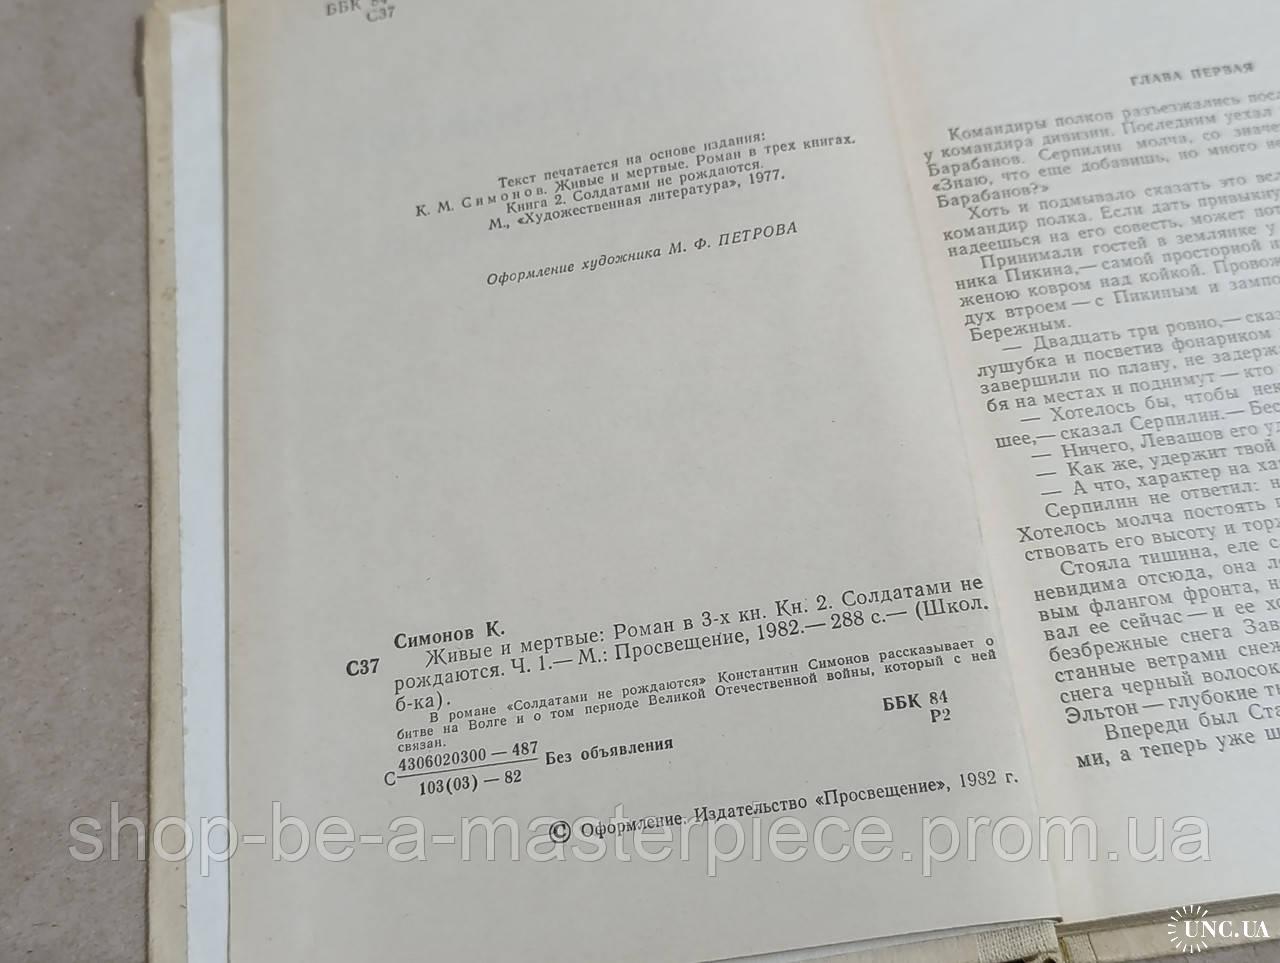 ББК 84
С37
Текст печатается на основе издания:
К. М. Симонов. Живые и мертвые. Роман в трех книгах.
Книга 2. Солдатами не рождаются.
М., «Художественная литература», 1977.
Оформление художника М. Ф. ПЕТРОВА
Симонов К.
С37 Живые и мертвые: Роман в 3-х кн. Кн. 2. Солдатами не
рождаются. Ч. 1.— М.: Просвещение, 1982.— 288 с.— (Школ.
б-ка).
В романе «Солдатами не рождаются» Константин Симонов рассказывает о
битве на Волге и о том периоде Великой Отечественной войны, который с ней
связан.
С 4306020300 — 487
103(03) — 82
Без объявления
ББК 84
Р2
© Оформление. Издательство «Просвещение», 1982 г.
ГЛАВА ПЕРВАЯ
Командиры полков разъезжались
у командира дивизии. Последним уехал
Барабанов. Серпилин молча, со
«Знаю, что еще добавишь, но много
Барабанов?»
Хоть и подмывало сказать это
командир полка. Если дать
надеешься на его совесть, может
Принимали гостей в землянке у
ника Пикина,— самой просторной и
женою ковром над койкой.
дух втроем — с Пикиным и
Бережным.
— Двадцать три ровно,—
лушубка и посветив фонариком
завершили по плану, не
бя на местах и поднимут — кто
— Хотелось бы, чтобы
шее,— сказал Серпилин.—
— Ничего, Левашов его
— Как же, удержит твой
— А что, характер на
Серпилин не ответил:
Хотелось молча постоять
ствовать его высоту и
Стояла тишина, еле
невидима отсюда, она
вым флангом фронта,
вал ее сейчас — и ее
безбрежные снега
станные ветрами
снега черный волосок
Эльтон — глубокие
Впереди был
ми, а теперь уже
shop-be-a-masterpiece.prom.ua
UNC.UA